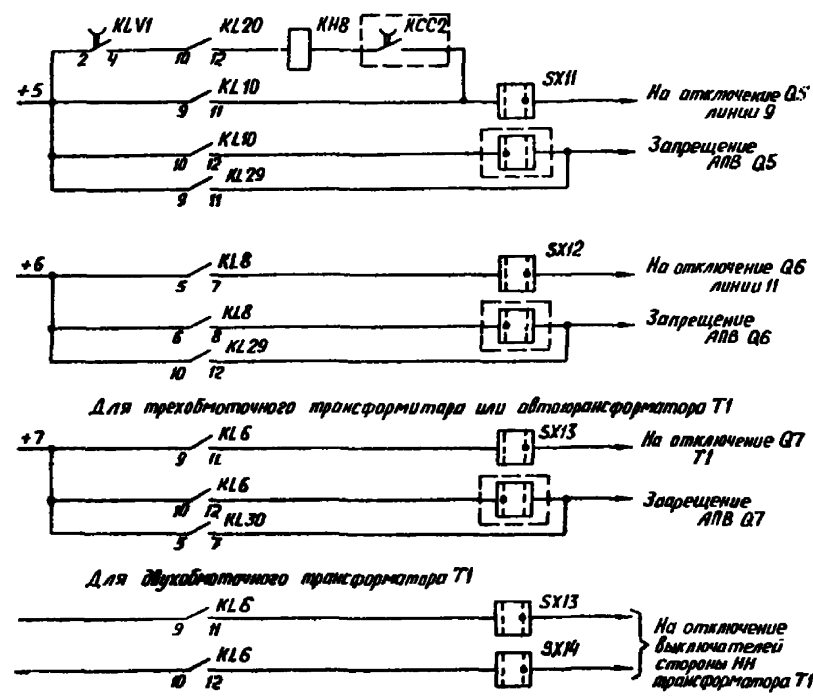 KLV1 KL20 KH8 KCC2
2 4 10 12
+5 KL10 SX11 На отключение Q5
9 11 линии 9
KL10 Запрещение
10 12 АПВ Q5
KL29
9 11
+6 KL8 SX12 На отключение Q6
5 7 линии 11
KL8 Запрещение
6 8 АПВ Q6
KL29
10 12
Для трехобмоточного трансформитара или автотрансформатора Т1
+7 KL6 SX13 На отключение Q7
9 11 Т1
KL6 Запрещение
10 12 АПВ Q7
KL30
5 7
Для двухобмоточного трансформатора Т1
KL6 SX13
9 11 На отключение
выключателей
KL6 SX14 стороны НН
10 12 трансформатора Т1